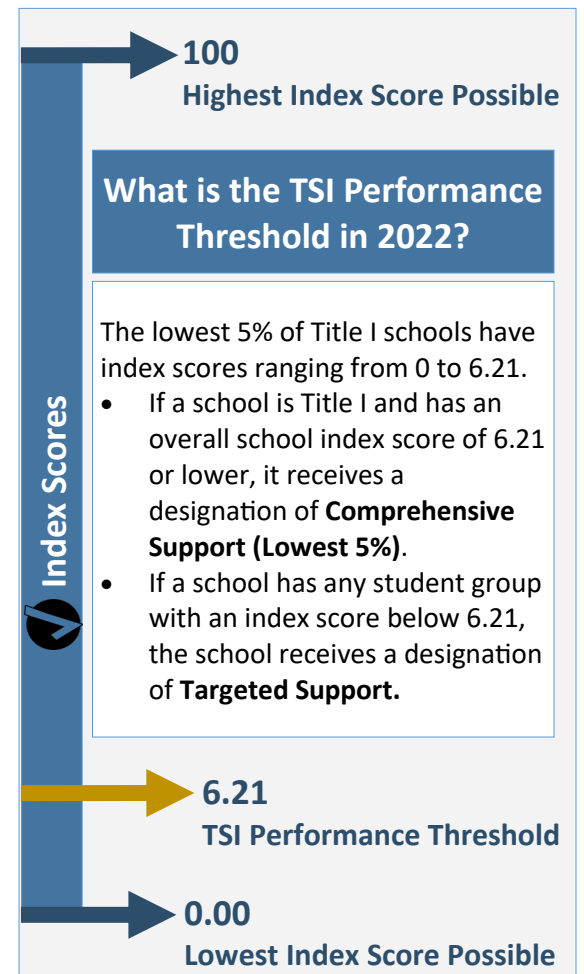 100
Highest Index Score Possible
What is the TSI Performance
Threshold in 2022?
The lowest 5% of Title I schools have
index scores ranging from 0 to 6.21.
• If a school is Title I and has an
overall school index score of 6.21
or lower, it receives a
designation of Comprehensive
Support (Lowest 5%).
• If a school has any student group
with an index score below 6.21,
the school receives a designation
of Targeted Support.
Index Scores
6.21
TSI Performance Threshold
0.00
Lowest Index Score Possible